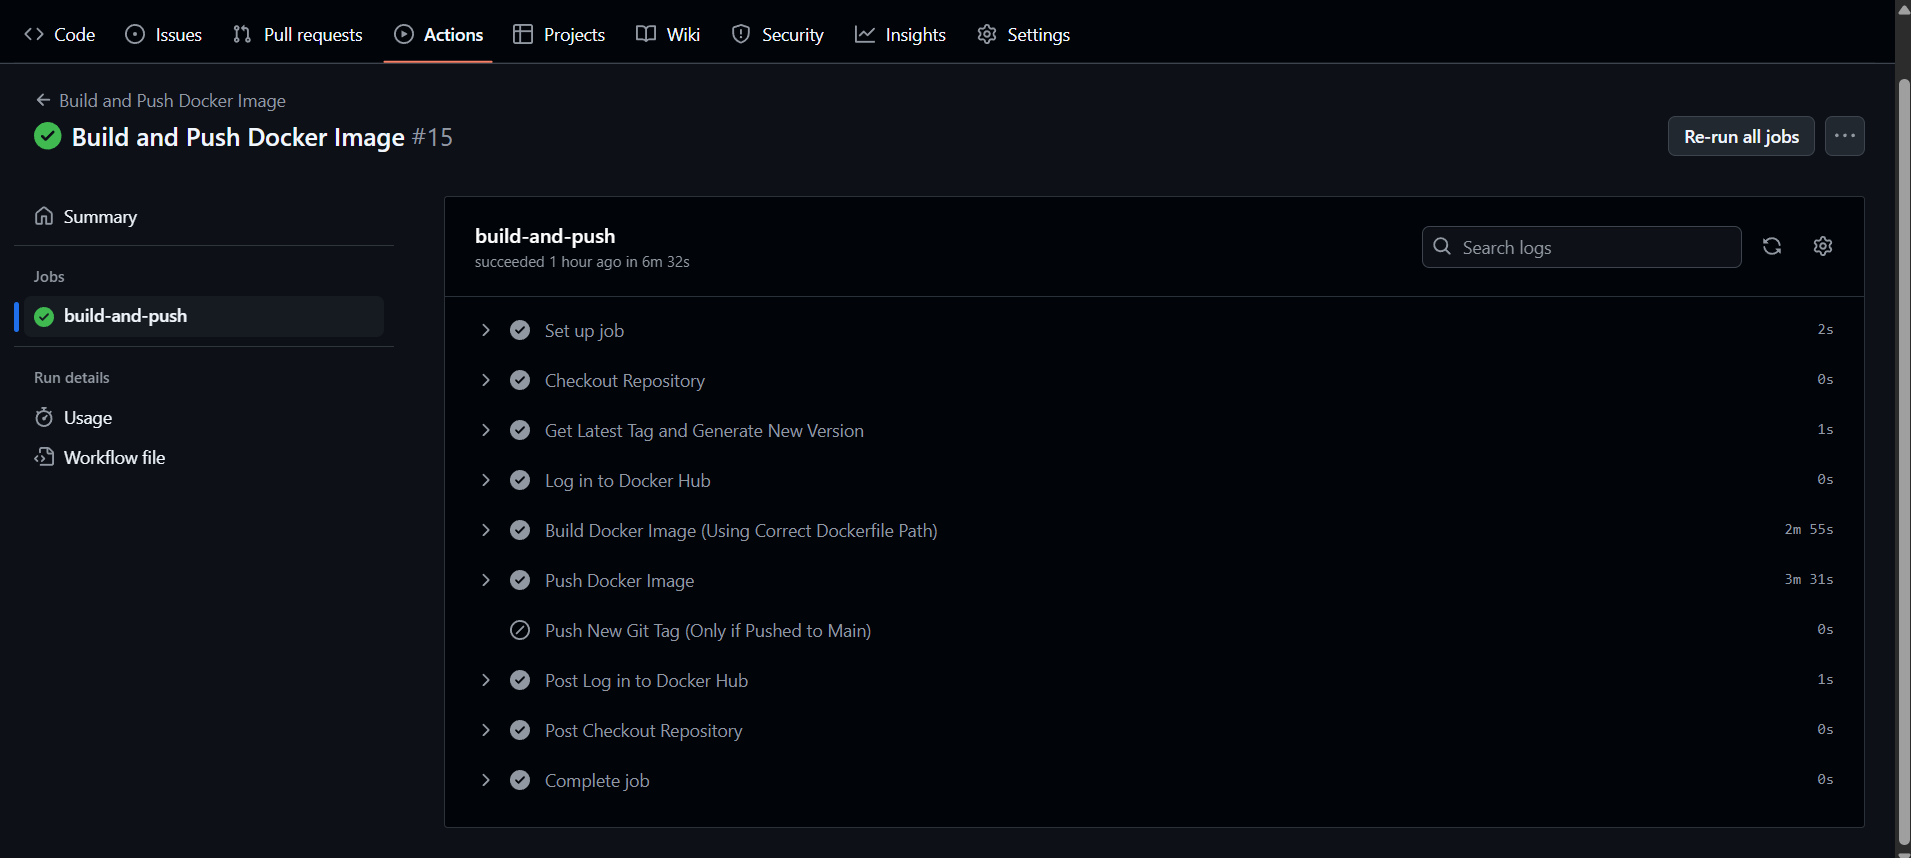 Code Issues Pull requests Actions Projects Wiki Security Insights Settings
Build and Push Docker Image
Build and Push Docker Image #15
Re-run all jobs
Summary
Jobs
build-and-push
Run details
Usage
Workflow file
build-and-push
succeeded 1 hour ago in 6m 32s
Search logs
Set up job 2s
Checkout Repository 0s
Get Latest Tag and Generate New Version 1s
Log in to Docker Hub 0s
Build Docker Image (Using Correct Dockerfile Path) 2m 55s
Push Docker Image 3m 31s
Push New Git Tag (Only if Pushed to Main) 0s
Post Log in to Docker Hub 1s
Post Checkout Repository 0s
Complete job 0s